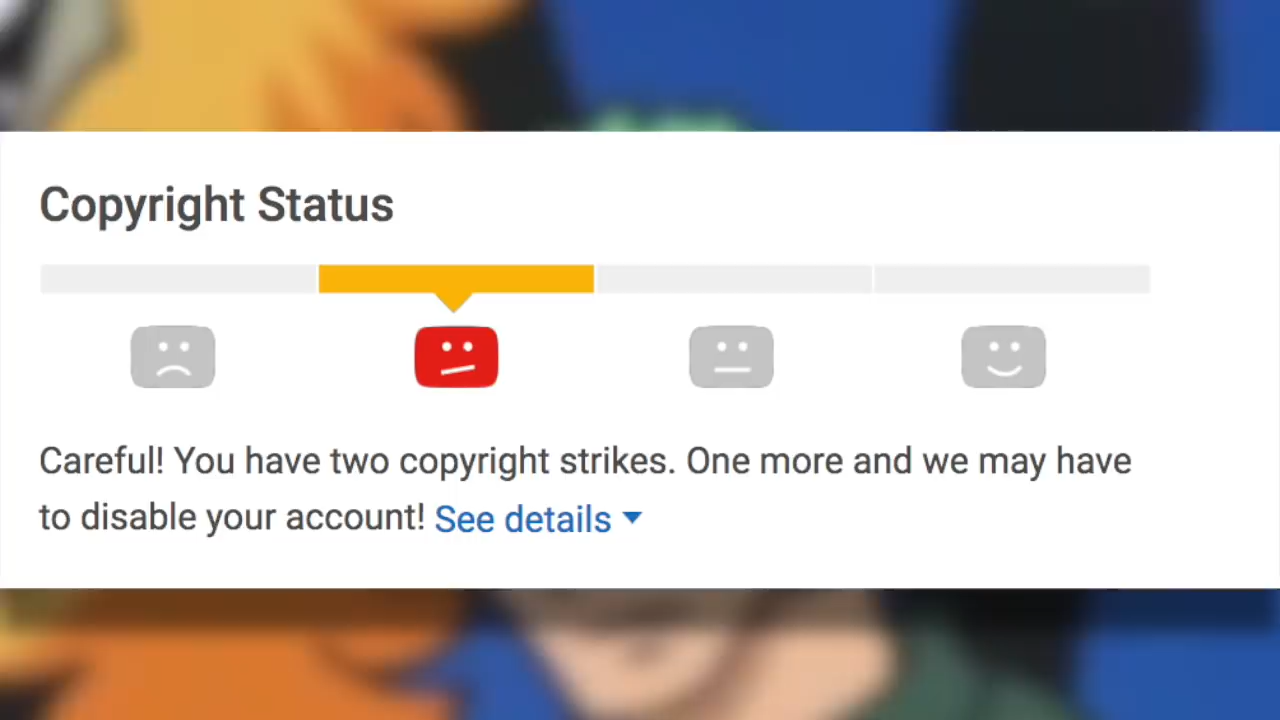 Copyright Status
Careful! You have two copyright strikes. One more and we may have
to disable your account! See details